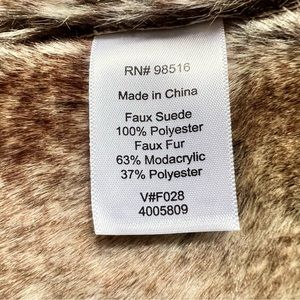 RN# 98516
Made in China
Faux Suede
100% Polyester
Faux Fur
63% Modacrylic
37% Polyester
V#F028
4005809